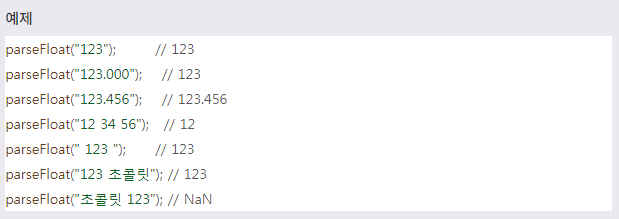 예제
parseFloat("123"); // 123
parseFloat("123.000"); // 123
parseFloat("123.456"); // 123.456
parseFloat("12 34 56"); // 12
parseFloat(" 123 "); // 123
parseFloat("123 초콜릿"); // 123
parseFloat("초콜릿 123"); // NaN